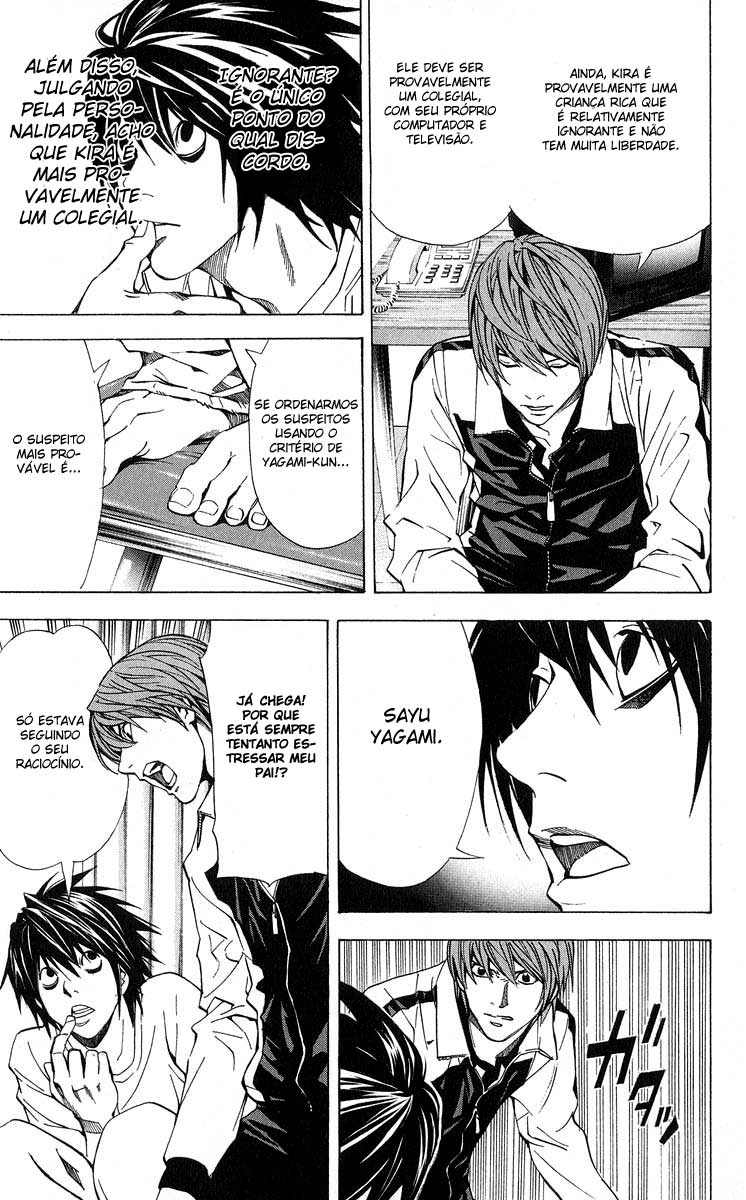 AINDA, KIRA É
PROVAVELMENTE UMA
CRIANÇA RICA QUE
É RELATIVAMENTE
IGNORANTE E NÃO
TEM MUITA LIBERDADE.
ELE DEVE SER
PROVAVELMENTE
UM COLEGIAL,
COM SEU PRÓPRIO
COMPUTADOR E
TELEVISÃO.
IGNORANTE?
É O ÚNICO
PONTO DO
QUAL DIS-
CORDO.
ALÉM DISSO,
JULGANDO
PELA PERSO-
NALIDADE, ACHO
QUE KIRA É
MAIS PRO-
VAVELMENTE
UM COLEGIAL.
SE ORDENARMOS
OS SUSPEITOS
USANDO O
CRITÉRIO DE
YAGAMI-KUN...
O SUSPEITO
MAIS PRO-
VÁVEL É...
SAYU
YAGAMI.
ガタッ
JÁ CHEGA!
POR QUE
ESTÁ SEMPRE
TENTANTO ES-
TRESSAR MEU
PAI!?
SÓ ESTAVA
SEGUINDO
O SEU
RACIOCÍNIO.